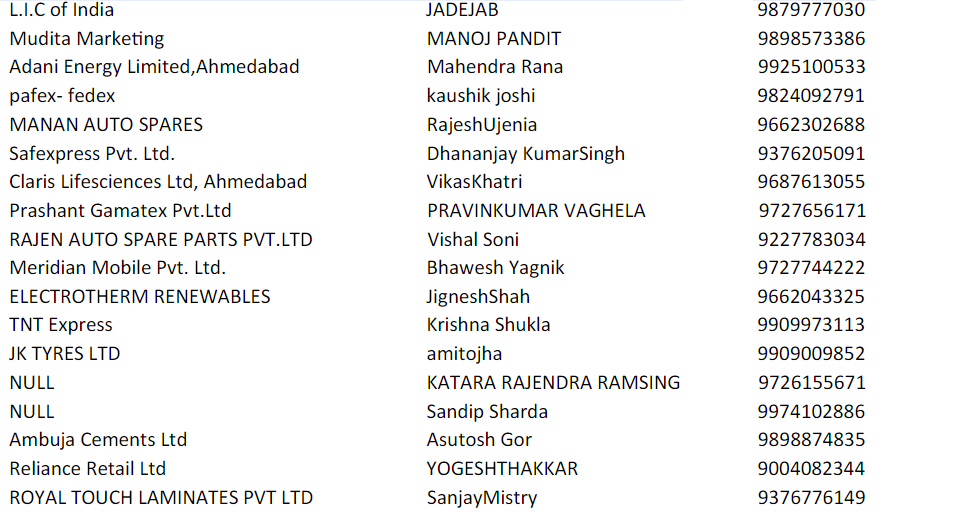 L.I.C of India JADEJAB 9879777030
Mudita Marketing MANOJ PANDIT 9898573386
Adani Energy Limited,Ahmedabad Mahendra Rana 9925100533
pafex- fedex kaushik joshi 9824092791
MANAN AUTO SPARES RajeshUjenia 9662302688
Safexpress Pvt. Ltd. Dhananjay KumarSingh 9376205091
Claris Lifesciences Ltd, Ahmedabad VikasKhatri 9687613055
Prashant Gamatex Pvt.Ltd PRAVINKUMAR VAGHELA 9727656171
RAJEN AUTO SPARE PARTS PVT.LTD Vishal Soni 9227783034
Meridian Mobile Pvt. Ltd. Bhawesh Yagnik 9727744222
ELECTROTHERM RENEWABLES JigneshShah 9662043325
TNT Express Krishna Shukla 9909973113
JK TYRES LTD amitojha 9909009852
NULL KATARA RAJENDRA RAMSING 9726155671
NULL Sandip Sharda 9974102886
Ambuja Cements Ltd Asutosh Gor 9898874835
Reliance Retail Ltd YOGESHTHAKKAR 9004082344
ROYAL TOUCH LAMINATES PVT LTD SanjayMistry 9376776149